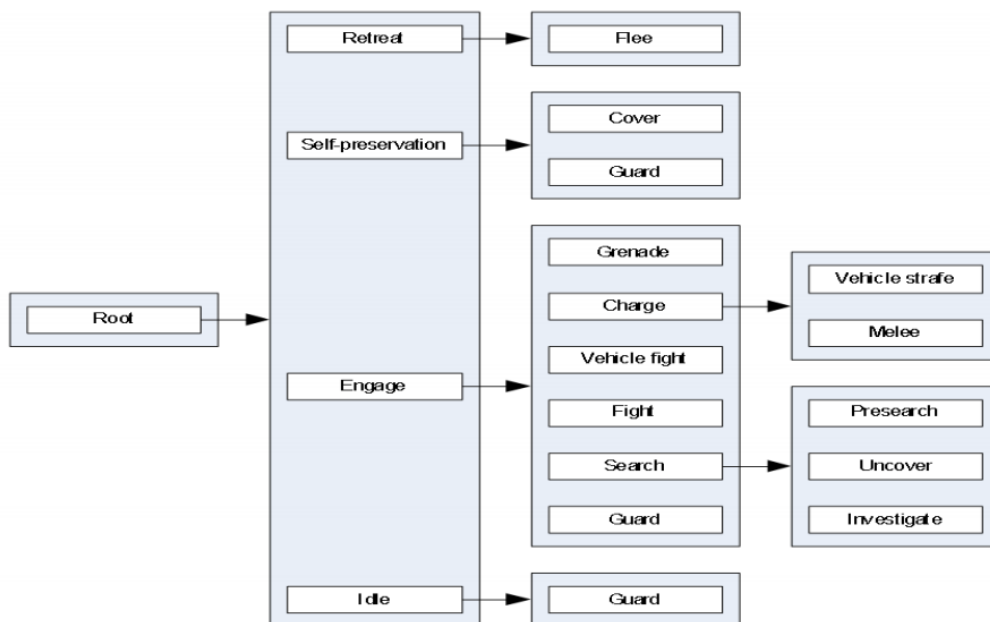 Root
Retreat
Self-preservation
Engage
Idle
Flee
Cover
Guard
Grenade
Charge
Vehicle fight
Fight
Search
Guard
Guard
Vehicle strafe
Melee
Presearch
Uncover
Investigate